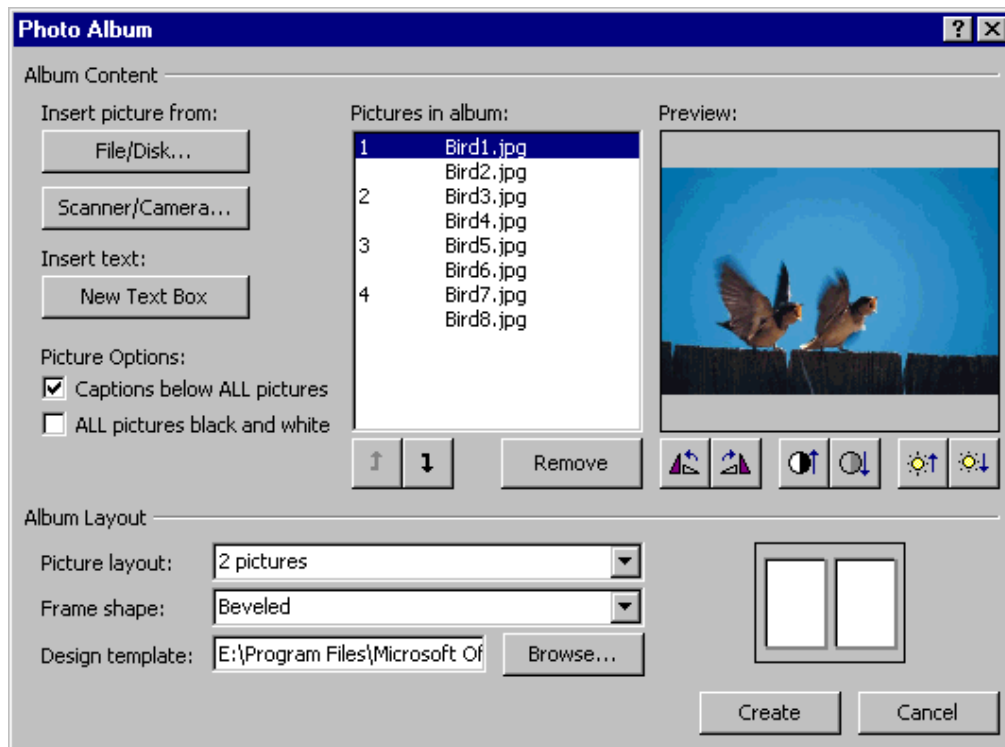 Photo Album
Album Content
Insert picture from:
File/Disk...
Scanner/Camera...
Insert text:
New Text Box
Picture Options:
Captions below ALL pictures
ALL pictures black and white
Pictures in album:
1 Bird1.jpg
Bird2.jpg
2 Bird3.jpg
Bird4.jpg
3 Bird5.jpg
Bird6.jpg
4 Bird7.jpg
Bird8.jpg
Remove
Preview:
Album Layout
Picture layout: 2 pictures
Frame shape: Beveled
Design template: E:\Program Files\Microsoft Of Browse...
Create Cancel